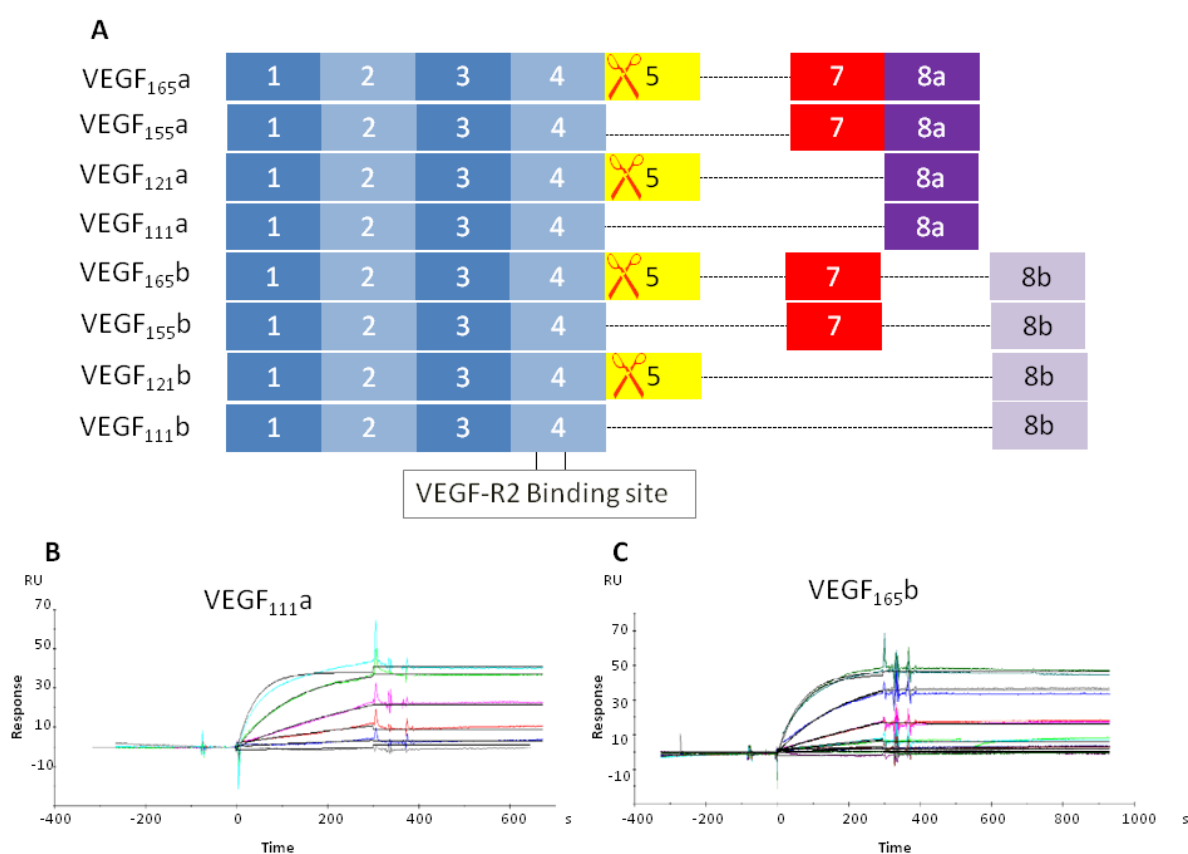 A
VEGF165a 1 2 3 4 5 7 8a
VEGF155a 1 2 3 4 7 8a
VEGF121a 1 2 3 4 5 8a
VEGF111a 1 2 3 4 8a
VEGF165b 1 2 3 4 5 7 8b
VEGF155b 1 2 3 4 7 8b
VEGF121b 1 2 3 4 5 8b
VEGF111b 1 2 3 4 8b
VEGF-R2 Binding site
B
RU
VEGF111a
70
50
30
10
-10
Response
-400 -200 0 200 400 600 s
Time
C
RU
VEGF165b
70
50
30
10
-10
Response
-400 -200 0 200 400 600 800 1000 s
Time